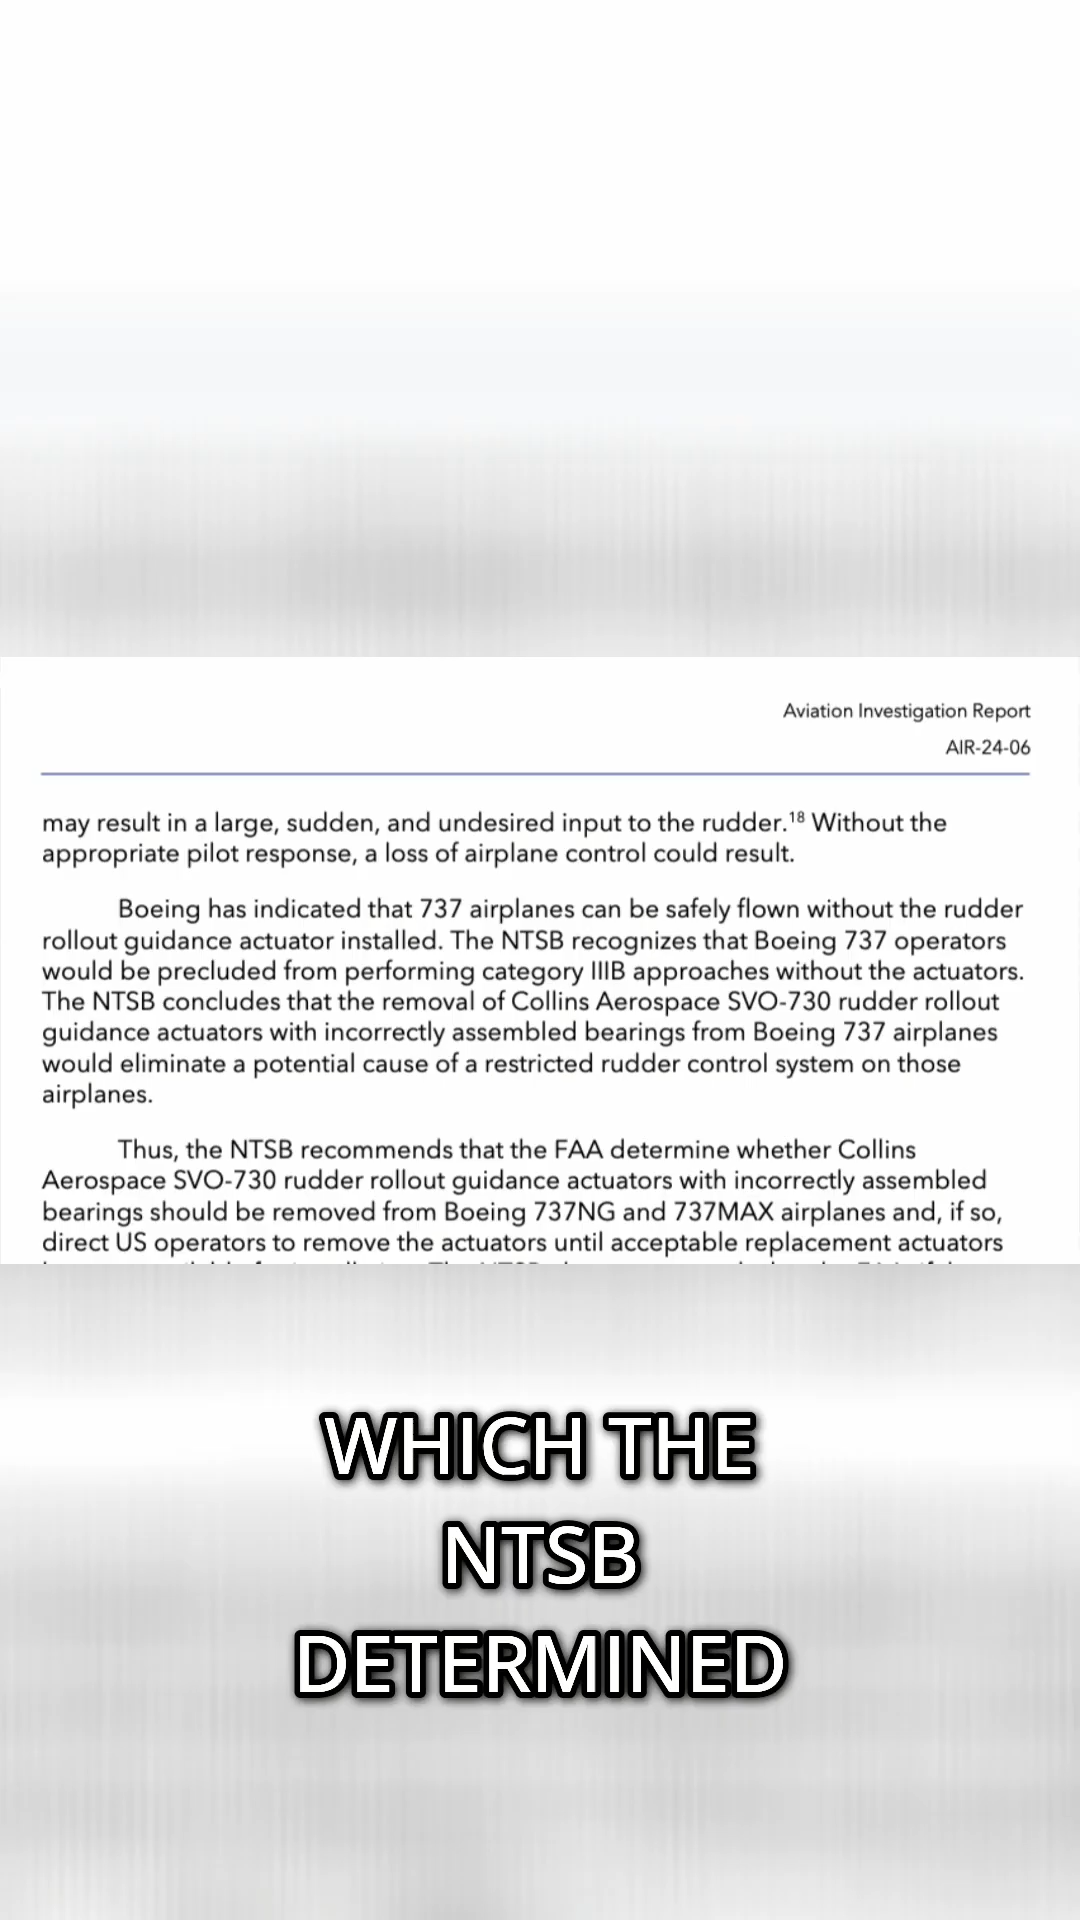 Aviation Investigation Report
AIR-24-06
may result in a large, sudden, and undesired input to the rudder.¹⁸ Without the
appropriate pilot response, a loss of airplane control could result.
Boeing has indicated that 737 airplanes can be safely flown without the rudder
rollout guidance actuator installed. The NTSB recognizes that Boeing 737 operators
would be precluded from performing category IIIB approaches without the actuators.
The NTSB concludes that the removal of Collins Aerospace SVO-730 rudder rollout
guidance actuators with incorrectly assembled bearings from Boeing 737 airplanes
would eliminate a potential cause of a restricted rudder control system on those
airplanes.
Thus, the NTSB recommends that the FAA determine whether Collins
Aerospace SVO-730 rudder rollout guidance actuators with incorrectly assembled
bearings should be removed from Boeing 737NG and 737MAX airplanes and, if so,
direct US operators to remove the actuators until acceptable replacement actuators
WHICH THE
NTSB
DETERMINED